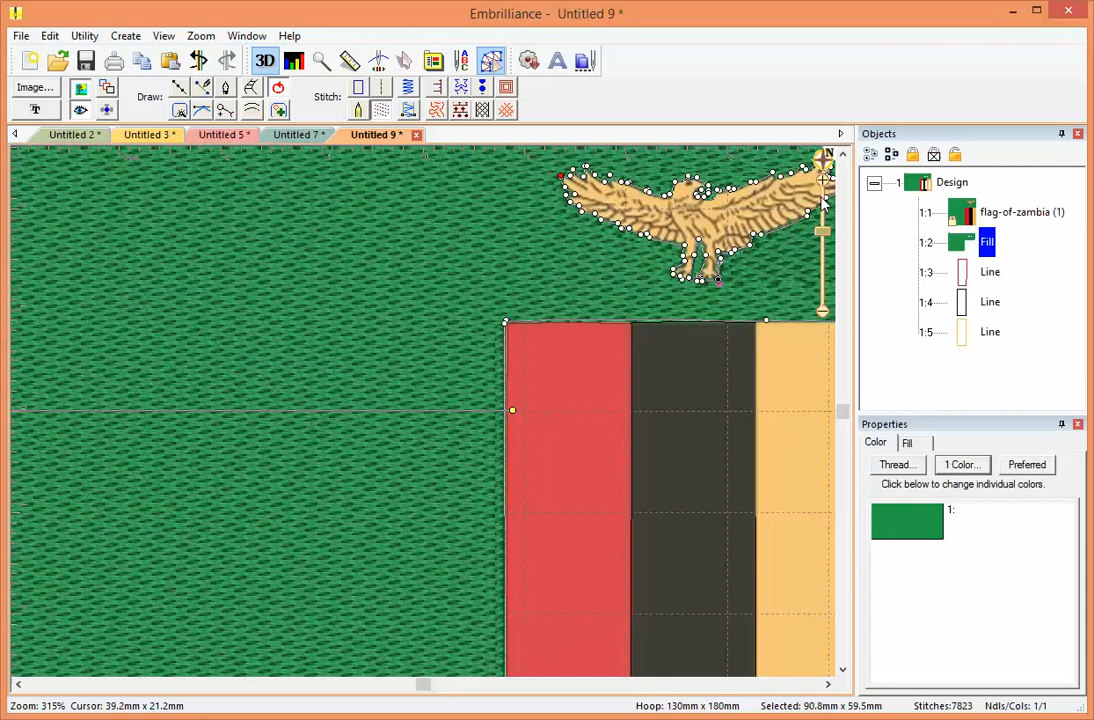 Embrilliance - Untitled 9 *
File Edit Utility Create View Zoom Window Help
3D
ABC
A
Image...
Draw:
Stitch:
T
Untitled 2 *
Untitled 3 *
Untitled 5 *
Untitled 7 *
Untitled 9 *
N
Objects
1: Design
1:1 flag-of-zambia (1)
1:2 Fill
1:3 Line
1:4 Line
1:5 Line
Properties
Color Fill
Thread... 1 Color... Preferred
Click below to change individual colors.
1:
Zoom: 315% Cursor: 39.2mm x 21.2mm Hoop: 130mm x 180mm Selected: 90.8mm x 59.5mm Stitches:7823 Ndls/Cols: 1/1